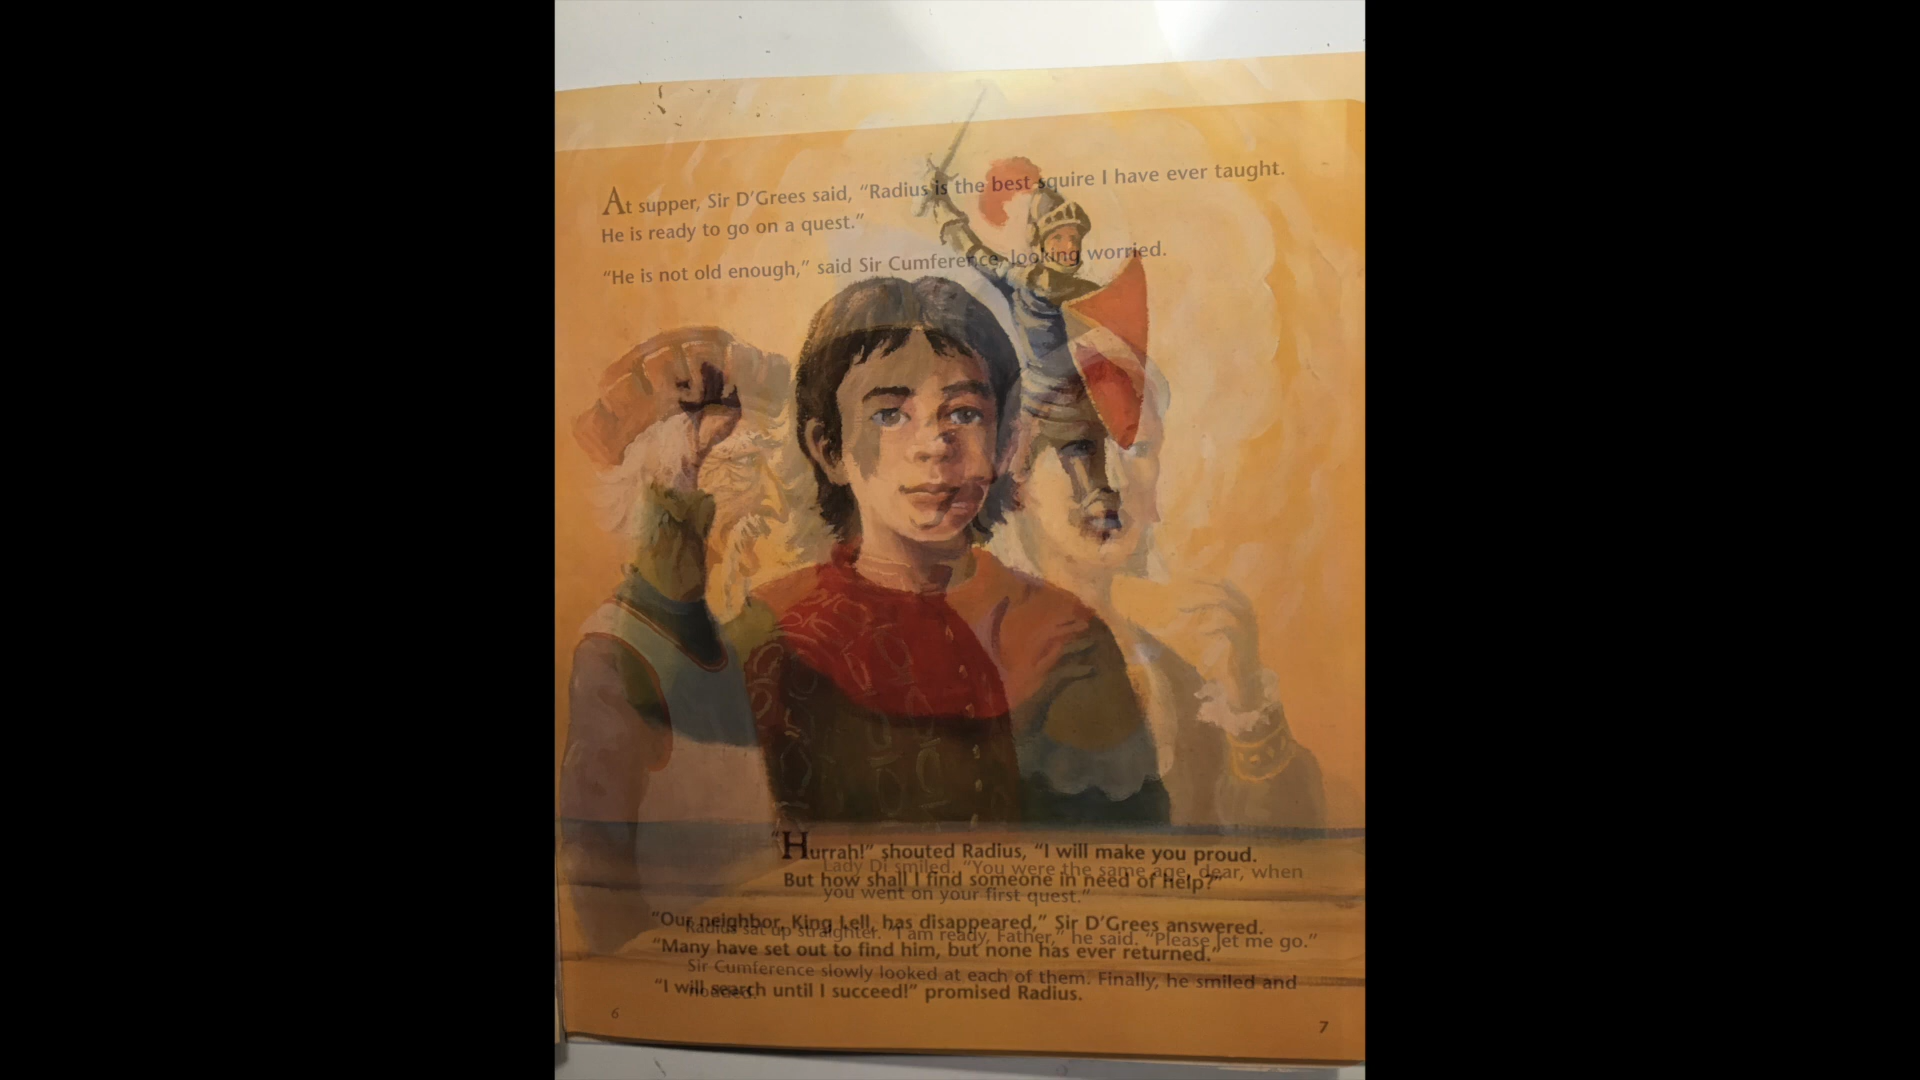 At supper, Sir D'Grees said, “Radius is the best squire I have ever taught.
He is ready to go on a quest.”
“He is not old enough,” said Sir Cumference, looking worried.
Lady Di smiled. “You were the same age, dear, when
you went on your first quest.”
Radius sat up straighter. “I am ready, Father,” he said. “Please let me go.”
Sir Cumference slowly looked at each of them. Finally, he smiled and
nodded.
6
“Hurrah!” shouted Radius, “I will make you proud.
But how shall I find someone in need of help?”
“Our neighbor, King Lell, has disappeared,” Sir D'Grees answered.
“Many have set out to find him, but none has ever returned.”
“I will search until I succeed!” promised Radius.
7